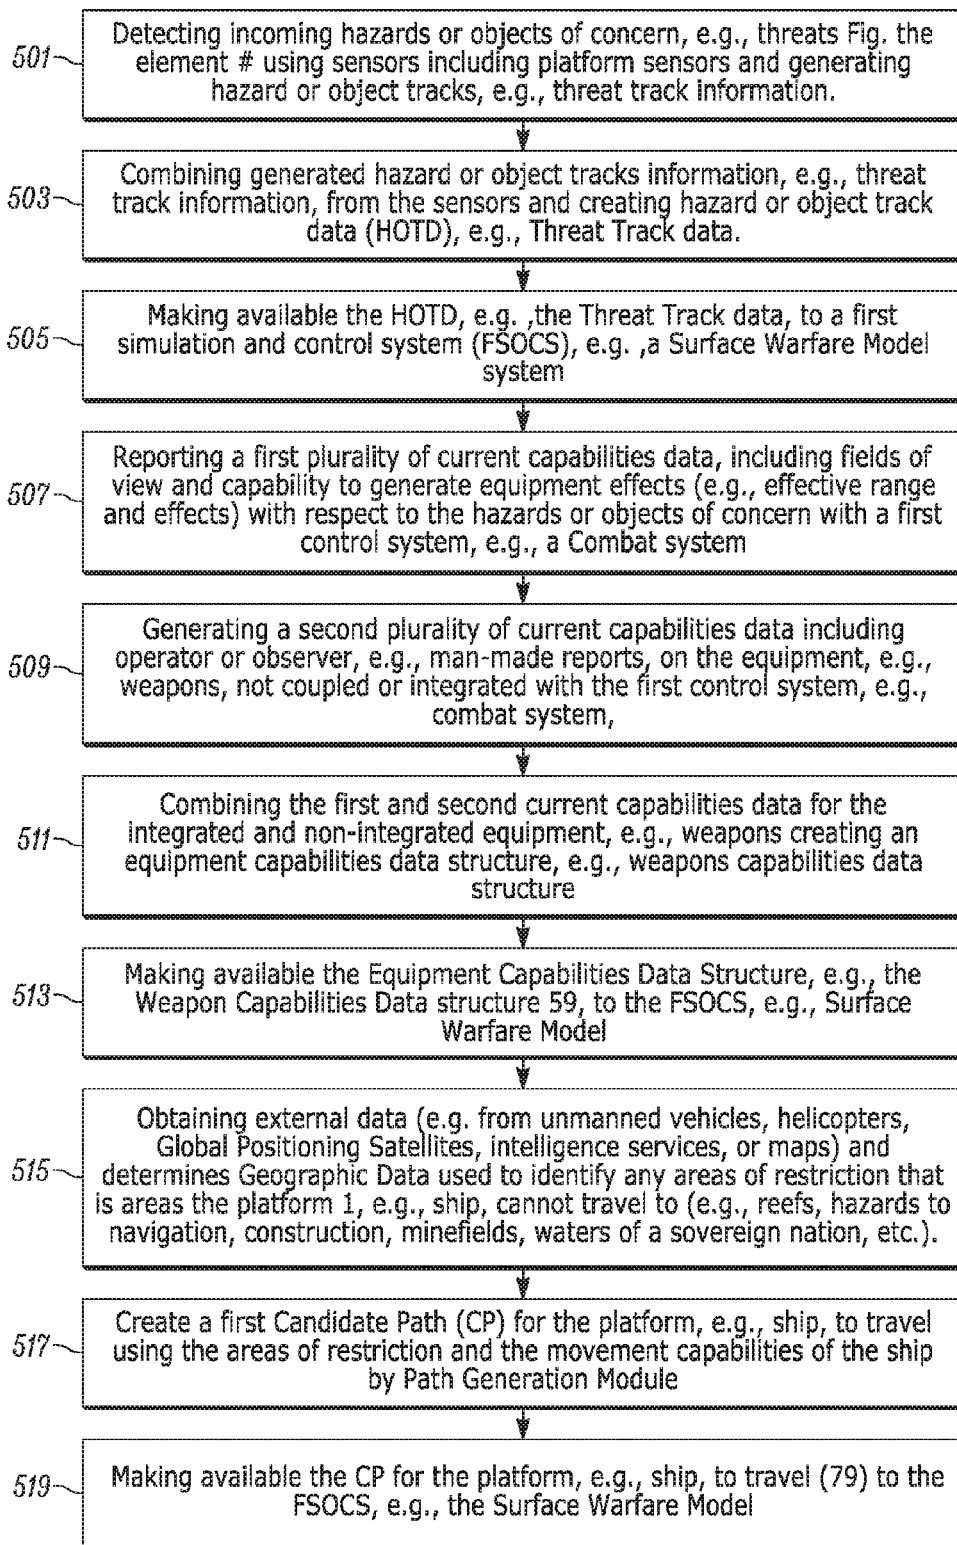 501
Detecting incoming hazards or objects of concern, e.g., threats Fig. the
element # using sensors including platform sensors and generating
hazard or object tracks, e.g., threat track information.
503
Combining generated hazard or object tracks information, e.g., threat
track information, from the sensors and creating hazard or object track
data (HOTD), e.g., Threat Track data.
505
Making available the HOTD, e.g. ,the Threat Track data, to a first
simulation and control system (FSOCS), e.g. ,a Surface Warfare Model
system
507
Reporting a first plurality of current capabilities data, including fields of
view and capability to generate equipment effects (e.g., effective range
and effects) with respect to the hazards or objects of concern with a first
control system, e.g., a Combat system
509
Generating a second plurality of current capabilities data including
operator or observer, e.g., man-made reports, on the equipment, e.g.,
weapons, not coupled or integrated with the first control system, e.g.,
combat system,
511
Combining the first and second current capabilities data for the
integrated and non-integrated equipment, e.g., weapons creating an
equipment capabilities data structure, e.g., weapons capabilities data
structure
513
Making available the Equipment Capabilities Data Structure, e.g., the
Weapon Capabilities Data structure 59, to the FSOCS, e.g., Surface
Warfare Model
515
Obtaining external data (e.g. from unmanned vehicles, helicopters,
Global Positioning Satellites, intelligence services, or maps) and
determines Geographic Data used to identify any areas of restriction that
is areas the platform 1, e.g., ship, cannot travel to (e.g., reefs, hazards to
navigation, construction, minefields, waters of a sovereign nation, etc.).
517
Create a first Candidate Path (CP) for the platform, e.g., ship, to travel
using the areas of restriction and the movement capabilities of the ship
by Path Generation Module
519
Making available the CP for the platform, e.g., ship, to travel (79) to the
FSOCS, e.g., the Surface Warfare Model